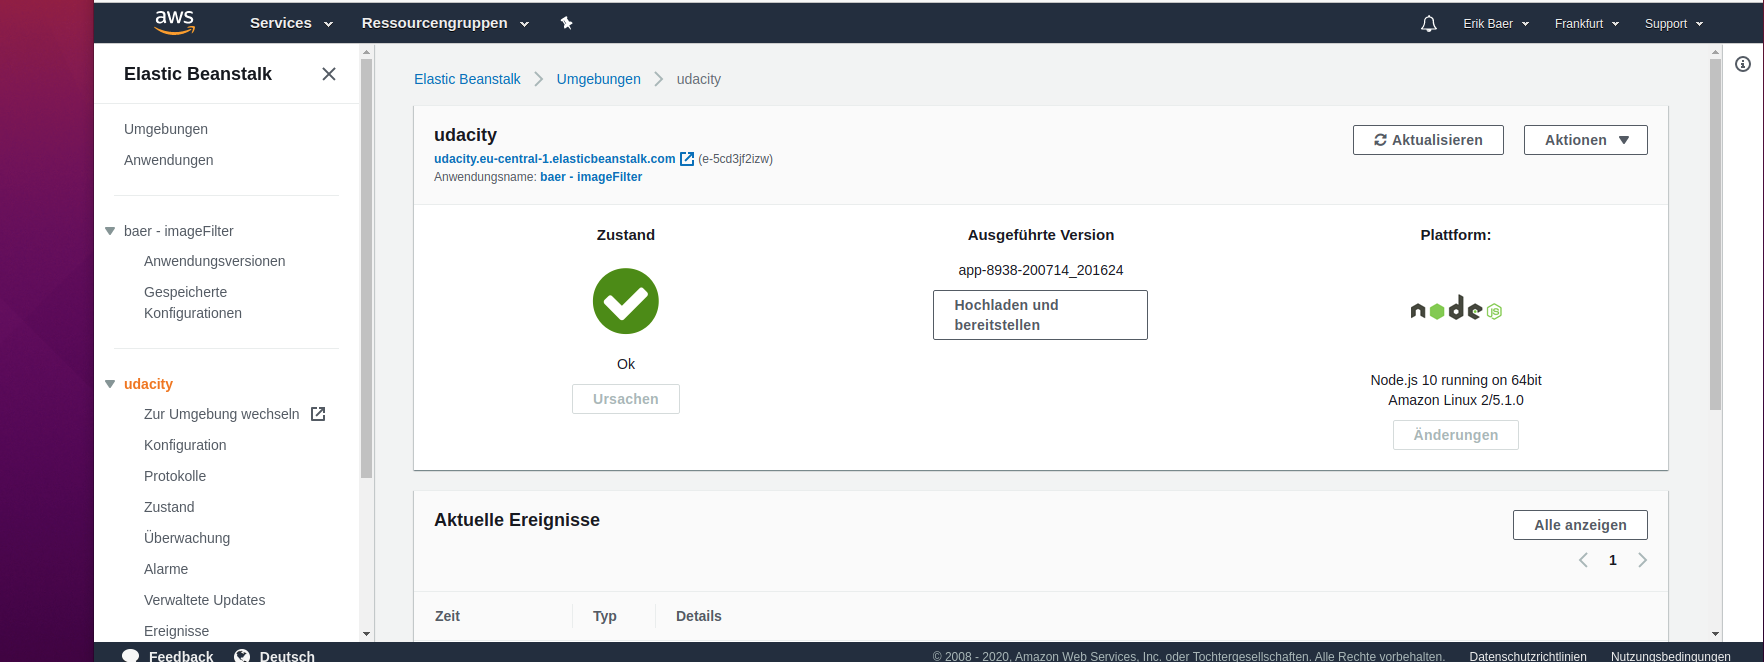 aws
Services
Ressourcengruppen
Erik Baer
Frankfurt
Support
Elastic Beanstalk
Umgebungen
Anwendungen
baer - imageFilter
Anwendungsversionen
Gespeicherte
Konfigurationen
udacity
Zur Umgebung wechseln
Konfiguration
Protokolle
Zustand
Überwachung
Alarme
Verwaltete Updates
Ereignisse
Elastic Beanstalk
Umgebungen
udacity
udacity
udacity.eu-central-1.elasticbeanstalk.com (e-5cd3jf2izw)
Anwendungsname: baer - imageFilter
Aktualisieren
Aktionen
Zustand
Ok
Ursachen
Ausgeführte Version
app-8938-200714_201624
Hochladen und
bereitstellen
Plattform:
node
JS
Node.js 10 running on 64bit
Amazon Linux 2/5.1.0
Änderungen
Aktuelle Ereignisse
Alle anzeigen
1
Zeit
Typ
Details
Feedback
Deutsch
© 2008 - 2020, Amazon Web Services, Inc. oder Tochtergesellschaften. Alle Rechte vorbehalten.
Datenschutzrichtlinien
Nutzungsbedingungen